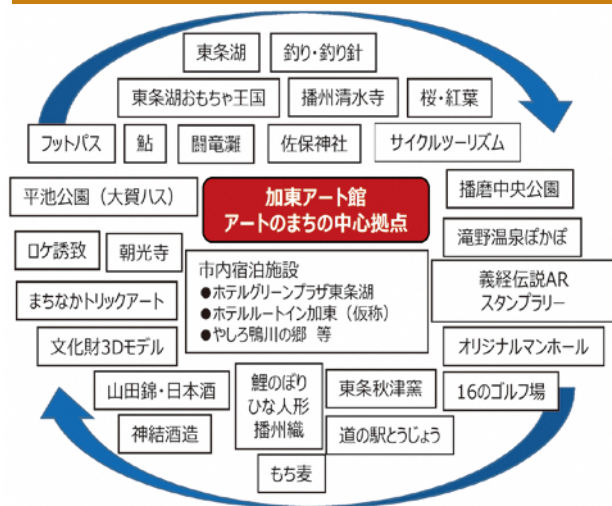 東条湖
釣り・釣り針
東条湖おもちゃ王国
播州清水寺
桜・紅葉
フットパス
鮎
闘竜灘
佐保神社
サイクルツーリズム
平池公園（大賀ハス）
加東アート館
アートのまちの中心拠点
播磨中央公園
滝野温泉ぽかぽ
ロケ誘致
朝光寺
市内宿泊施設
●ホテルグリーンプラザ東条湖
●ホテルルートイン加東（仮称）
●やしろ鴨川の郷 等
義経伝説AR
スタンプラリー
まちなかトリックアート
文化財3Dモデル
オリジナルマンホール
山田錦・日本酒
鯉のぼり
ひな人形
播州織
東条秋津窯
16のゴルフ場
神結酒造
道の駅とうじょう
もち麦